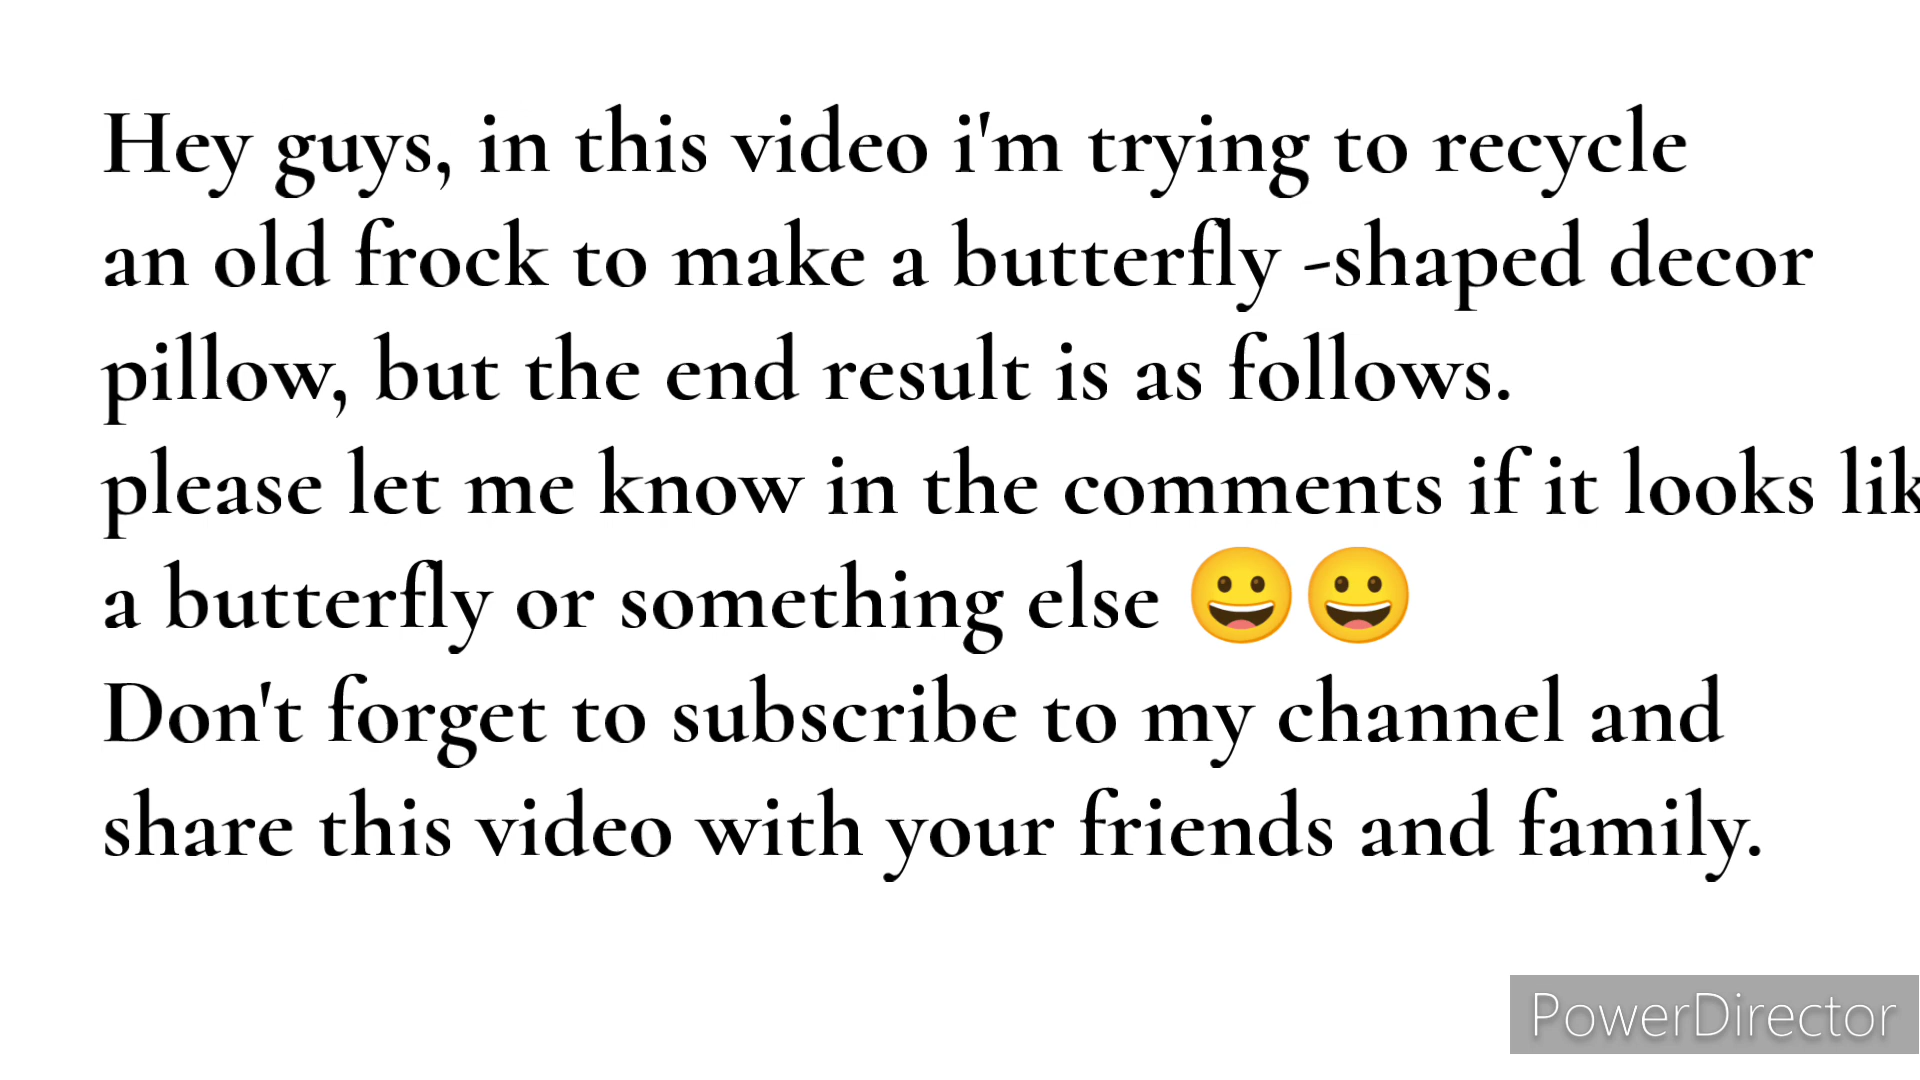 Hey guys, in this video i'm trying to recycle
an old frock to make a butterfly -shaped decor
pillow, but the end result is as follows.
please let me know in the comments if it looks lik
a butterfly or something else 😀😀
Don't forget to subscribe to my channel and
share this video with your friends and family.
PowerDirector